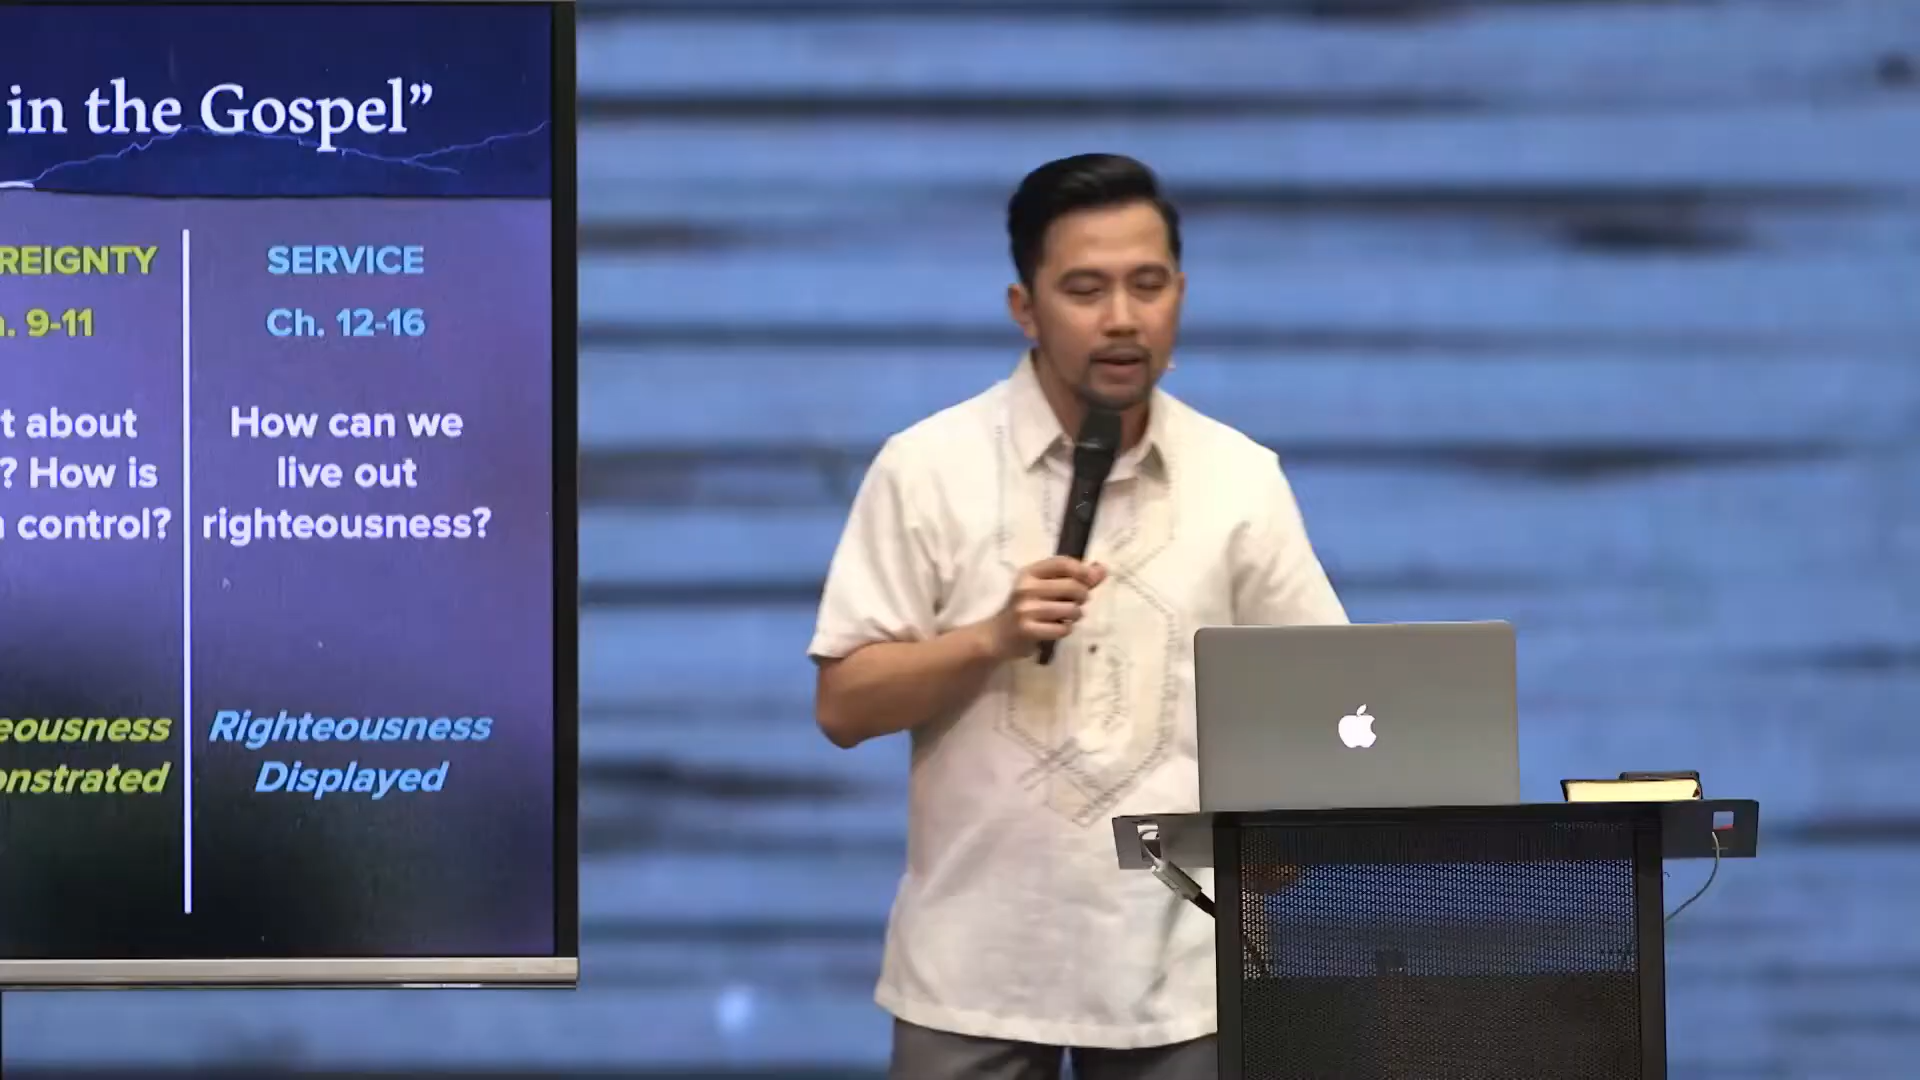 in the Gospel”
REIGNTY
. 9-11
t about
? How is
control?
eousness
onstrated
SERVICE
Ch. 12-16
How can we
live out
righteousness?
Righteousness
Displayed